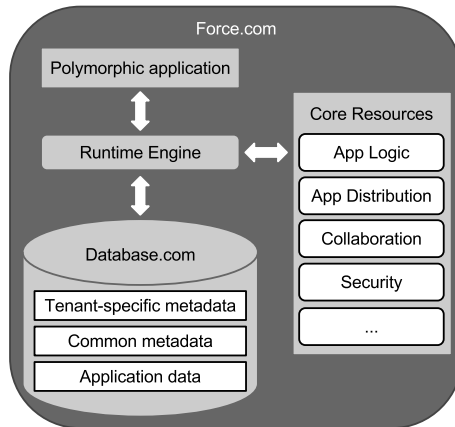 Force.com
Polymorphic application
Runtime Engine
Database.com
Tenant-specific metadata
Common metadata
Application data
Core Resources
App Logic
App Distribution
Collaboration
Security
...